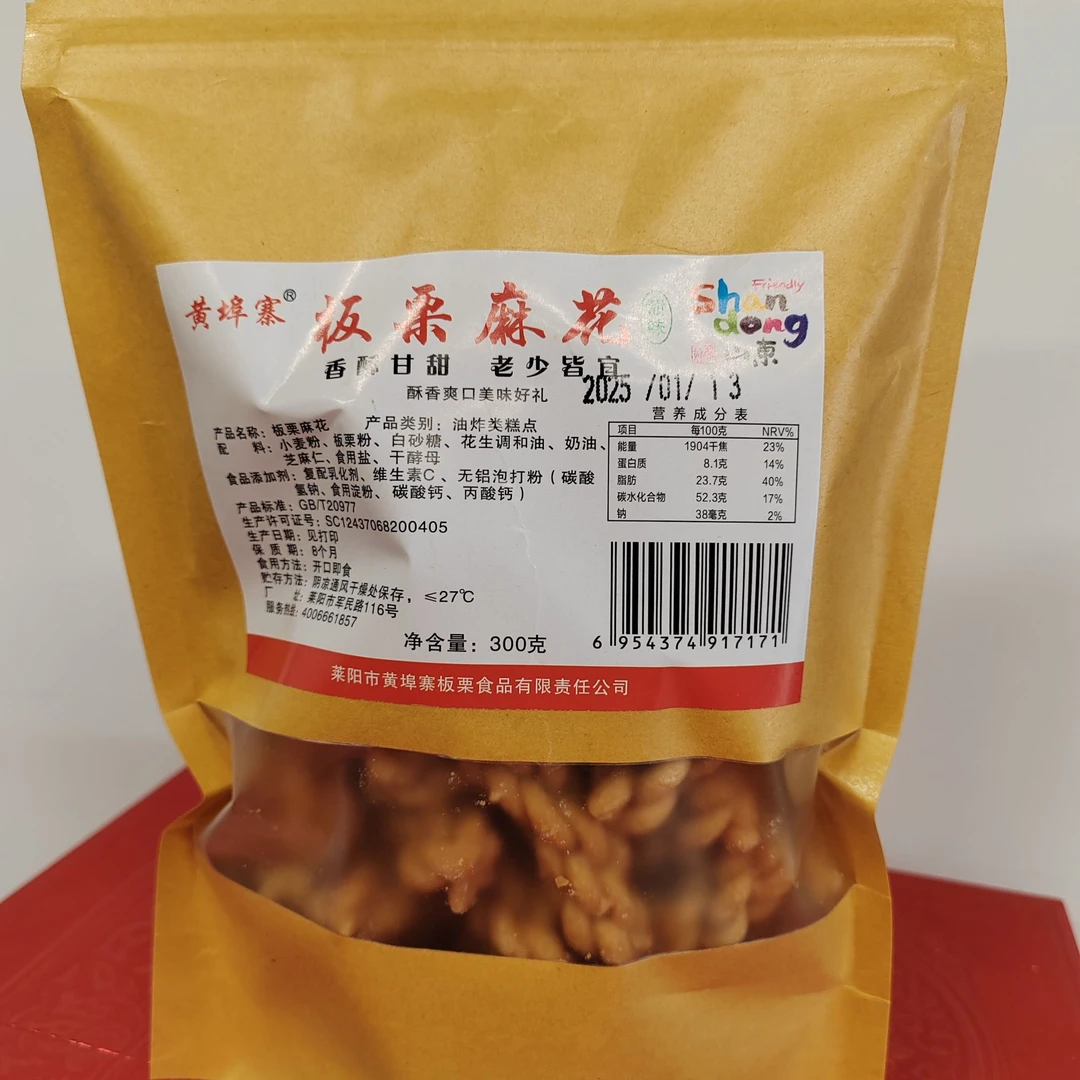 黄埠寨®
板栗麻花
Friendly
Shan
dong
山東
香酥甘甜 老少皆宜
酥香爽口美味好礼
2025/01/13
产品名称：板栗麻花 产品类别：油炸类糕点
配 料：小麦粉、板栗粉、白砂糖、花生调和油、奶油、
芝麻仁、食用盐、干酵母
食品添加剂：复配乳化剂、维生素C、无铝泡打粉（碳酸
氢钠、食用淀粉、碳酸钙、丙酸钙）
产品标准：GB/T20977
生产许可证号：SC12437068200405
生产日期：见打印
保 质 期：8个月
食用方法：开口即食
贮存方法：阴凉通风干燥处保存，≤27℃
厂 址：莱阳市军民路116号
服务热线：4006661857
净含量：300克
营养成分表
项目 每100克 NRV%
能量 1904千焦 23%
蛋白质 8.1克 14%
脂肪 23.7克 40%
碳水化合物 52.3克 17%
钠 38毫克 2%
6 954374 917171
莱阳市黄埠寨板栗食品有限责任公司